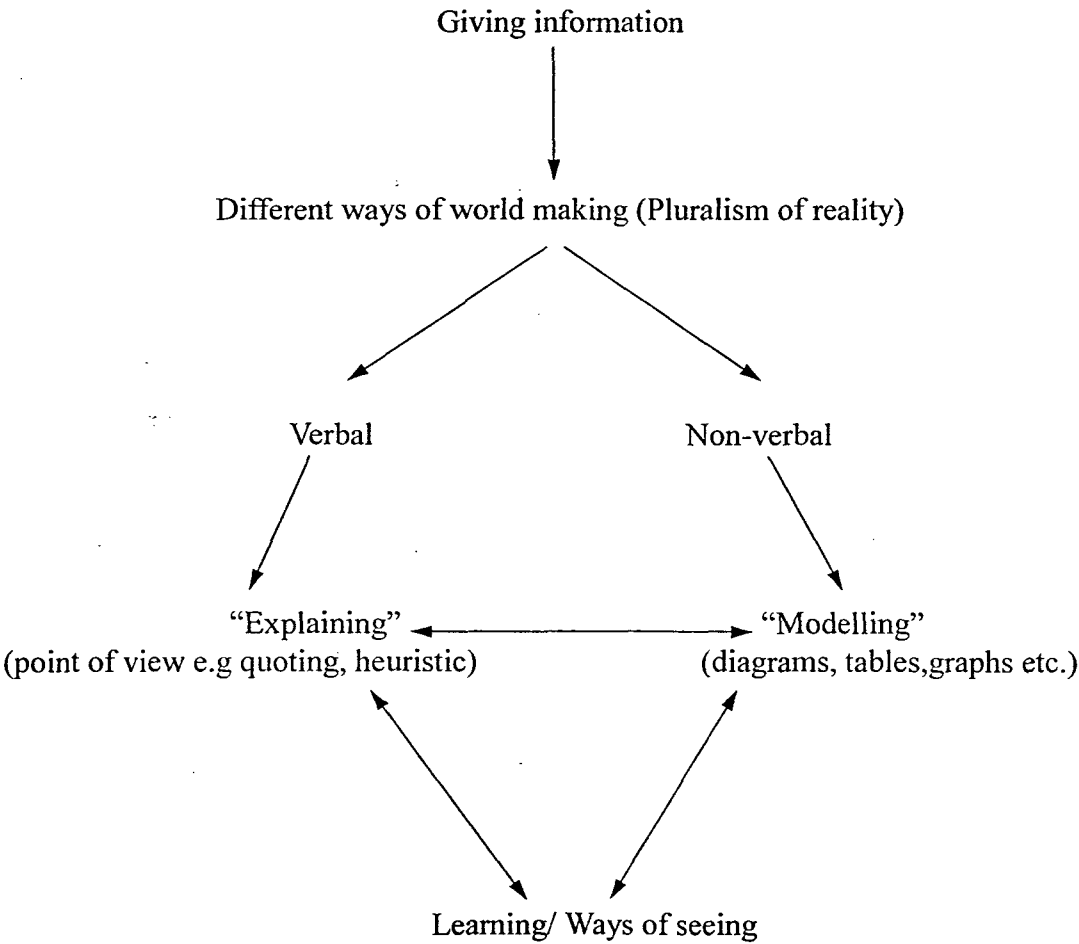 Giving information
Different ways of world making (Pluralism of reality)
Verbal
Non-verbal
“Explaining”
(point of view e.g quoting, heuristic)
“Modelling”
(diagrams, tables,graphs etc.)
Learning/ Ways of seeing